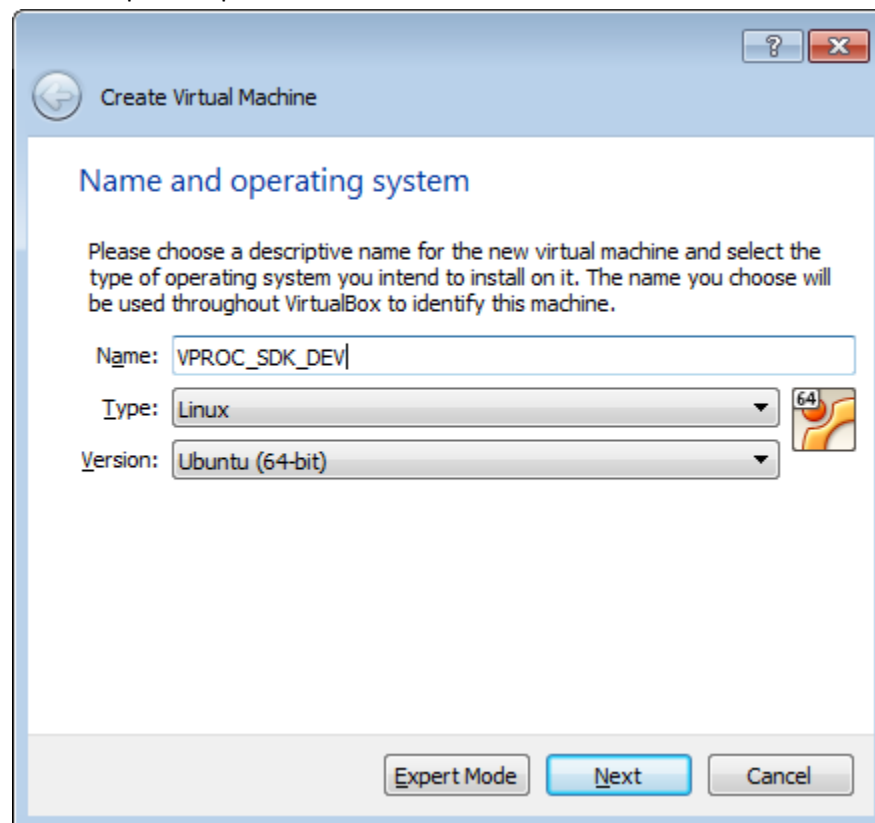 ?
Create Virtual Machine
Name and operating system
Please choose a descriptive name for the new virtual machine and select the
type of operating system you intend to install on it. The name you choose will
be used throughout VirtualBox to identify this machine.
Name: VPROC_SDK_DEV
Type: Linux
64
Version: Ubuntu (64-bit)
Expert Mode Next Cancel